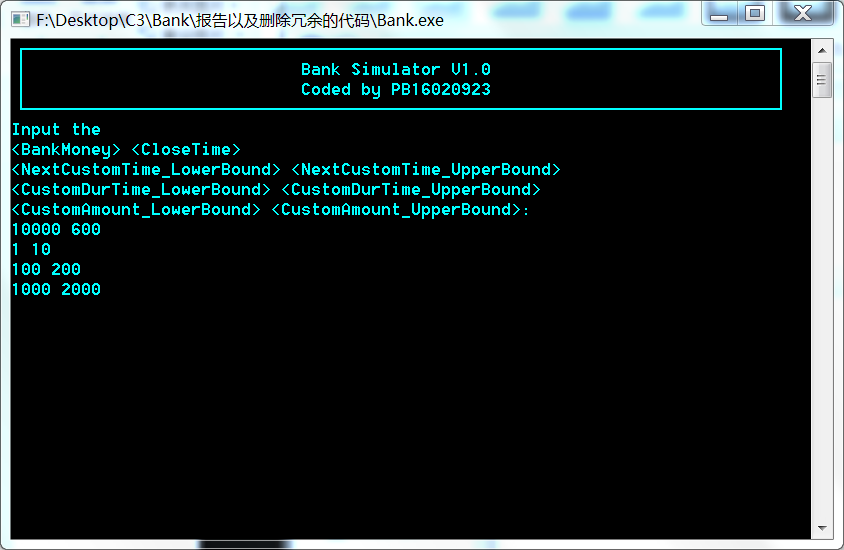 F:\Desktop\C3\Bank\报告以及删除冗余的代码\Bank.exe
Bank Simulator V1.0
Coded by PB16020923
Input the
<BankMoney> <CloseTime>
<NextCustomTime_LowerBound> <NextCustomTime_UpperBound>
<CustomDurTime_LowerBound> <CustomDurTime_UpperBound>
<CustomAmount_LowerBound> <CustomAmount_UpperBound>:
10000 600
1 10
100 200
1000 2000